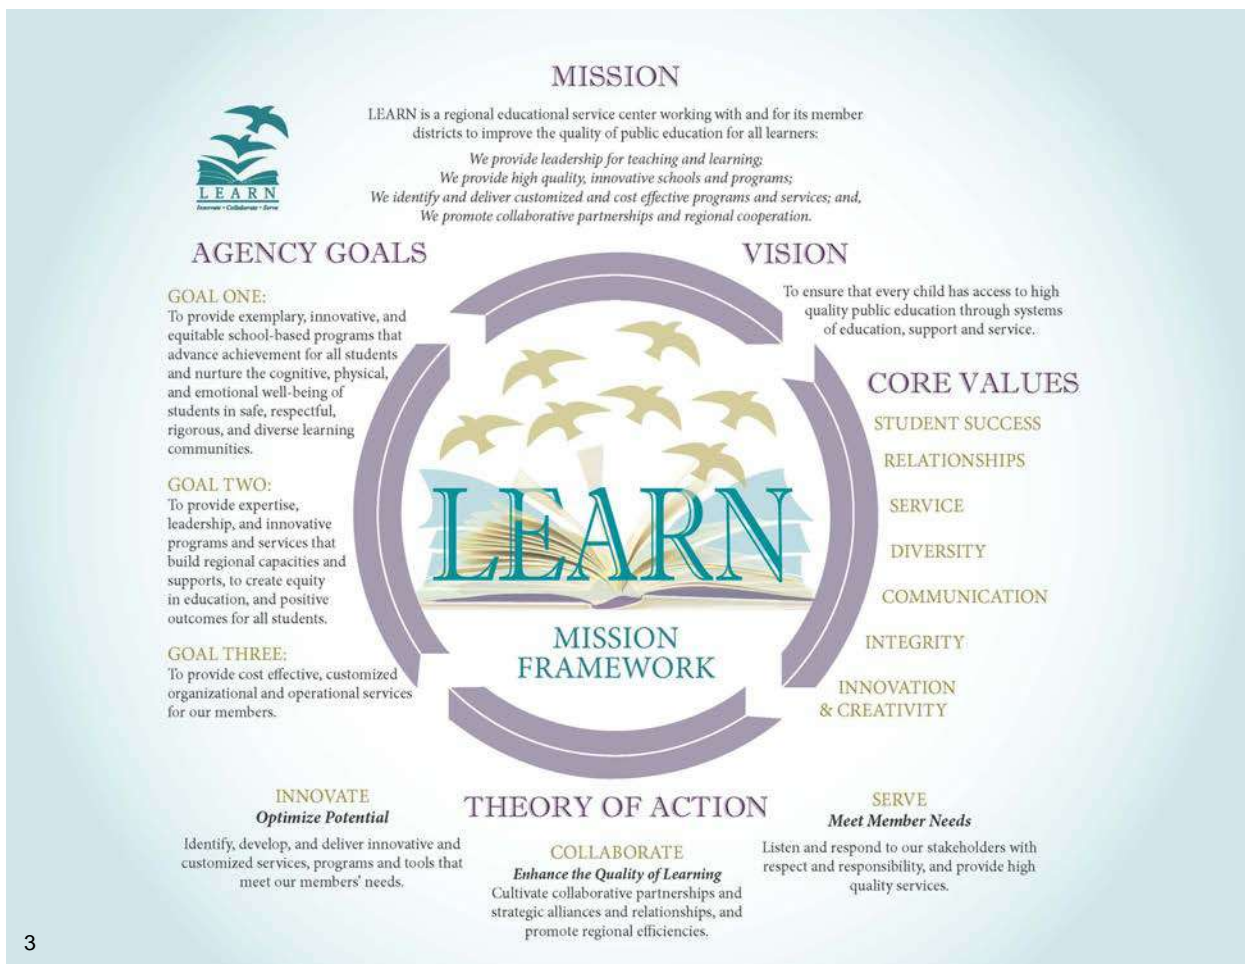 MISSION
LEARN is a regional educational service center working with and for its member
districts to improve the quality of public education for all learners:
We provide leadership for teaching and learning;
We provide high quality, innovative schools and programs;
We identify and deliver customized and cost effective programs and services; and,
We promote collaborative partnerships and regional cooperation.
LEARN
Innovate • Collaborate • Serve
AGENCY GOALS
GOAL ONE:
To provide exemplary, innovative, and
equitable school-based programs that
advance achievement for all students
and nurture the cognitive, physical,
and emotional well-being of
students in safe, respectful,
rigorous, and diverse learning
communities.
GOAL TWO:
To provide expertise,
leadership, and innovative
programs and services that
build regional capacities and
supports, to create equity
in education, and positive
outcomes for all students.
GOAL THREE:
To provide cost effective, customized
organizational and operational services
for our members.
LEARN
MISSION
FRAMEWORK
VISION
To ensure that every child has access to high
quality public education through systems
of education, support and service.
CORE VALUES
STUDENT SUCCESS
RELATIONSHIPS
SERVICE
DIVERSITY
COMMUNICATION
INTEGRITY
INNOVATION
& CREATIVITY
THEORY OF ACTION
INNOVATE
Optimize Potential
Identify, develop, and deliver innovative and
customized services, programs and tools that
meet our members' needs.
COLLABORATE
Enhance the Quality of Learning
Cultivate collaborative partnerships and
strategic alliances and relationships, and
promote regional efficiencies.
SERVE
Meet Member Needs
Listen and respond to our stakeholders with
respect and responsibility, and provide high
quality services.
3